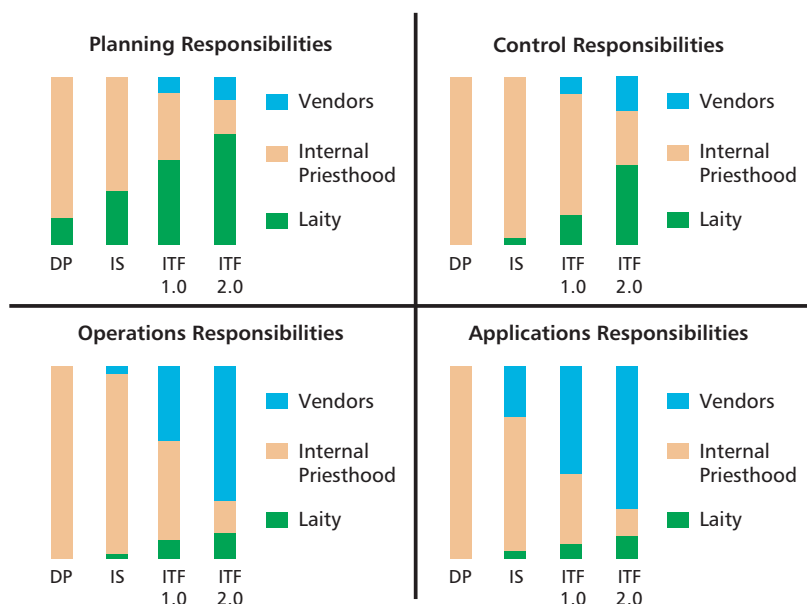 Planning Responsibilities
Vendors
Internal
Priesthood
Laity
DP IS ITF ITF
1.0 2.0
Control Responsibilities
Vendors
Internal
Priesthood
Laity
DP IS ITF ITF
1.0 2.0
Operations Responsibilities
Vendors
Internal
Priesthood
Laity
DP IS ITF ITF
1.0 2.0
Applications Responsibilities
Vendors
Internal
Priesthood
Laity
DP IS ITF ITF
1.0 2.0